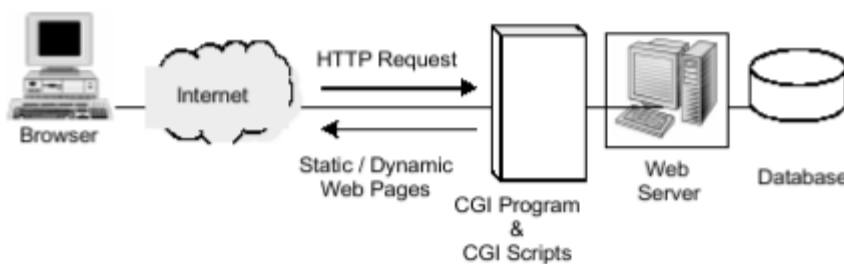 Browser
Internet
HTTP Request
Static / Dynamic
Web Pages
CGI Program
&
CGI Scripts
Web
Server
Database